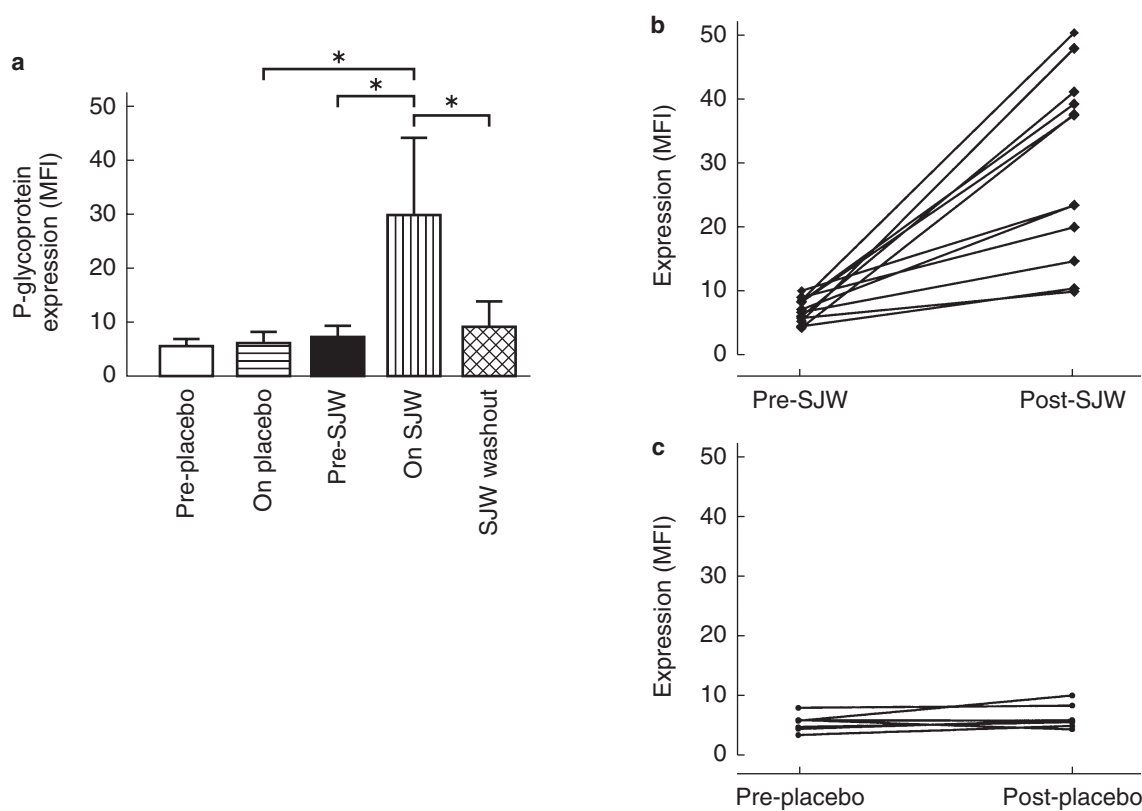 a
*
*
*
P-glycoprotein
expression (MFI)
50
40
30
20
10
0
Pre-placebo
On placebo
Pre-SJW
On SJW
SJW washout
b
Expression (MFI)
50
40
30
20
10
0
Pre-SJW
Post-SJW
c
Expression (MFI)
50
40
30
20
10
0
Pre-placebo
Post-placebo